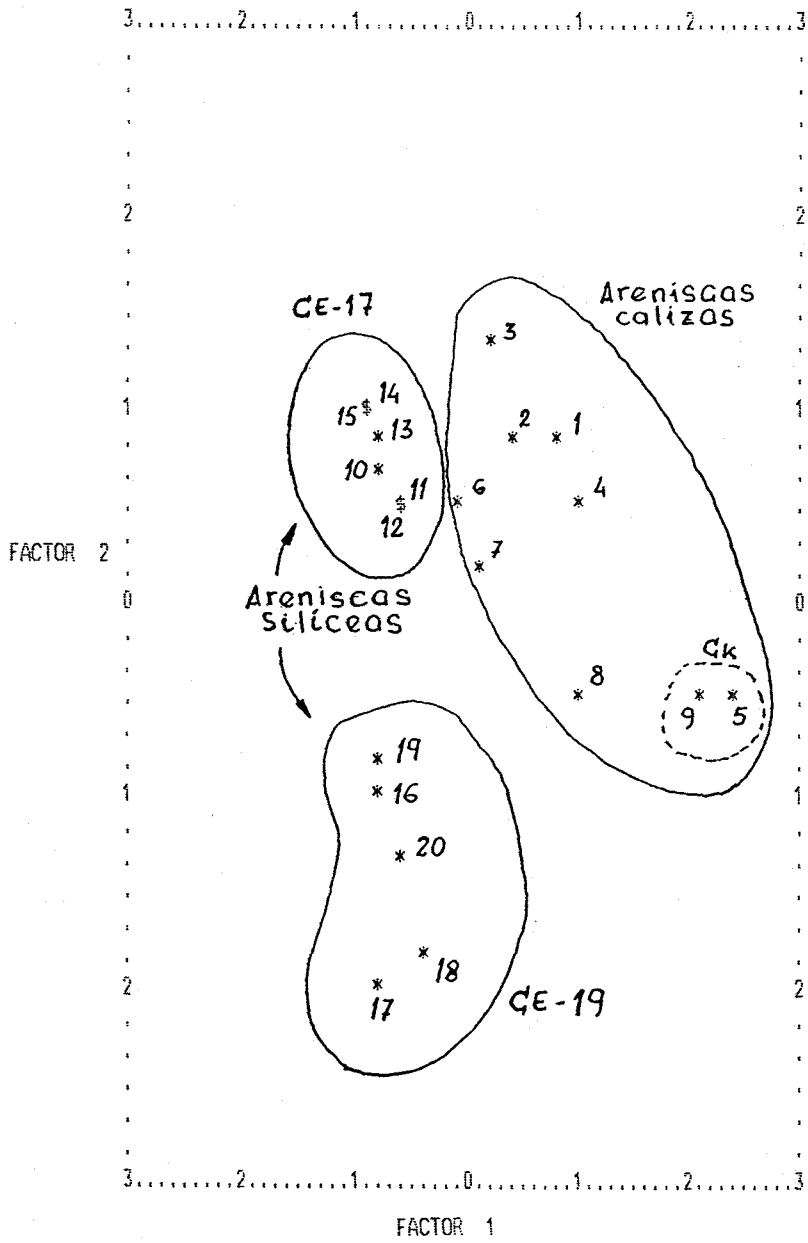 3.........2.........1.........0.........1.........2.........3
2 2
CE-17
Areniscas
calizas
3
14
1 15 1
13 2 1
10
11 6 4
12
7
FACTOR 2
0 0
Areniscas
Silíceas
GK
8
9 5
19
1 16 1
20
18
2 17 2
CE-19
3.........2.........1.........0.........1.........2.........3
FACTOR 1